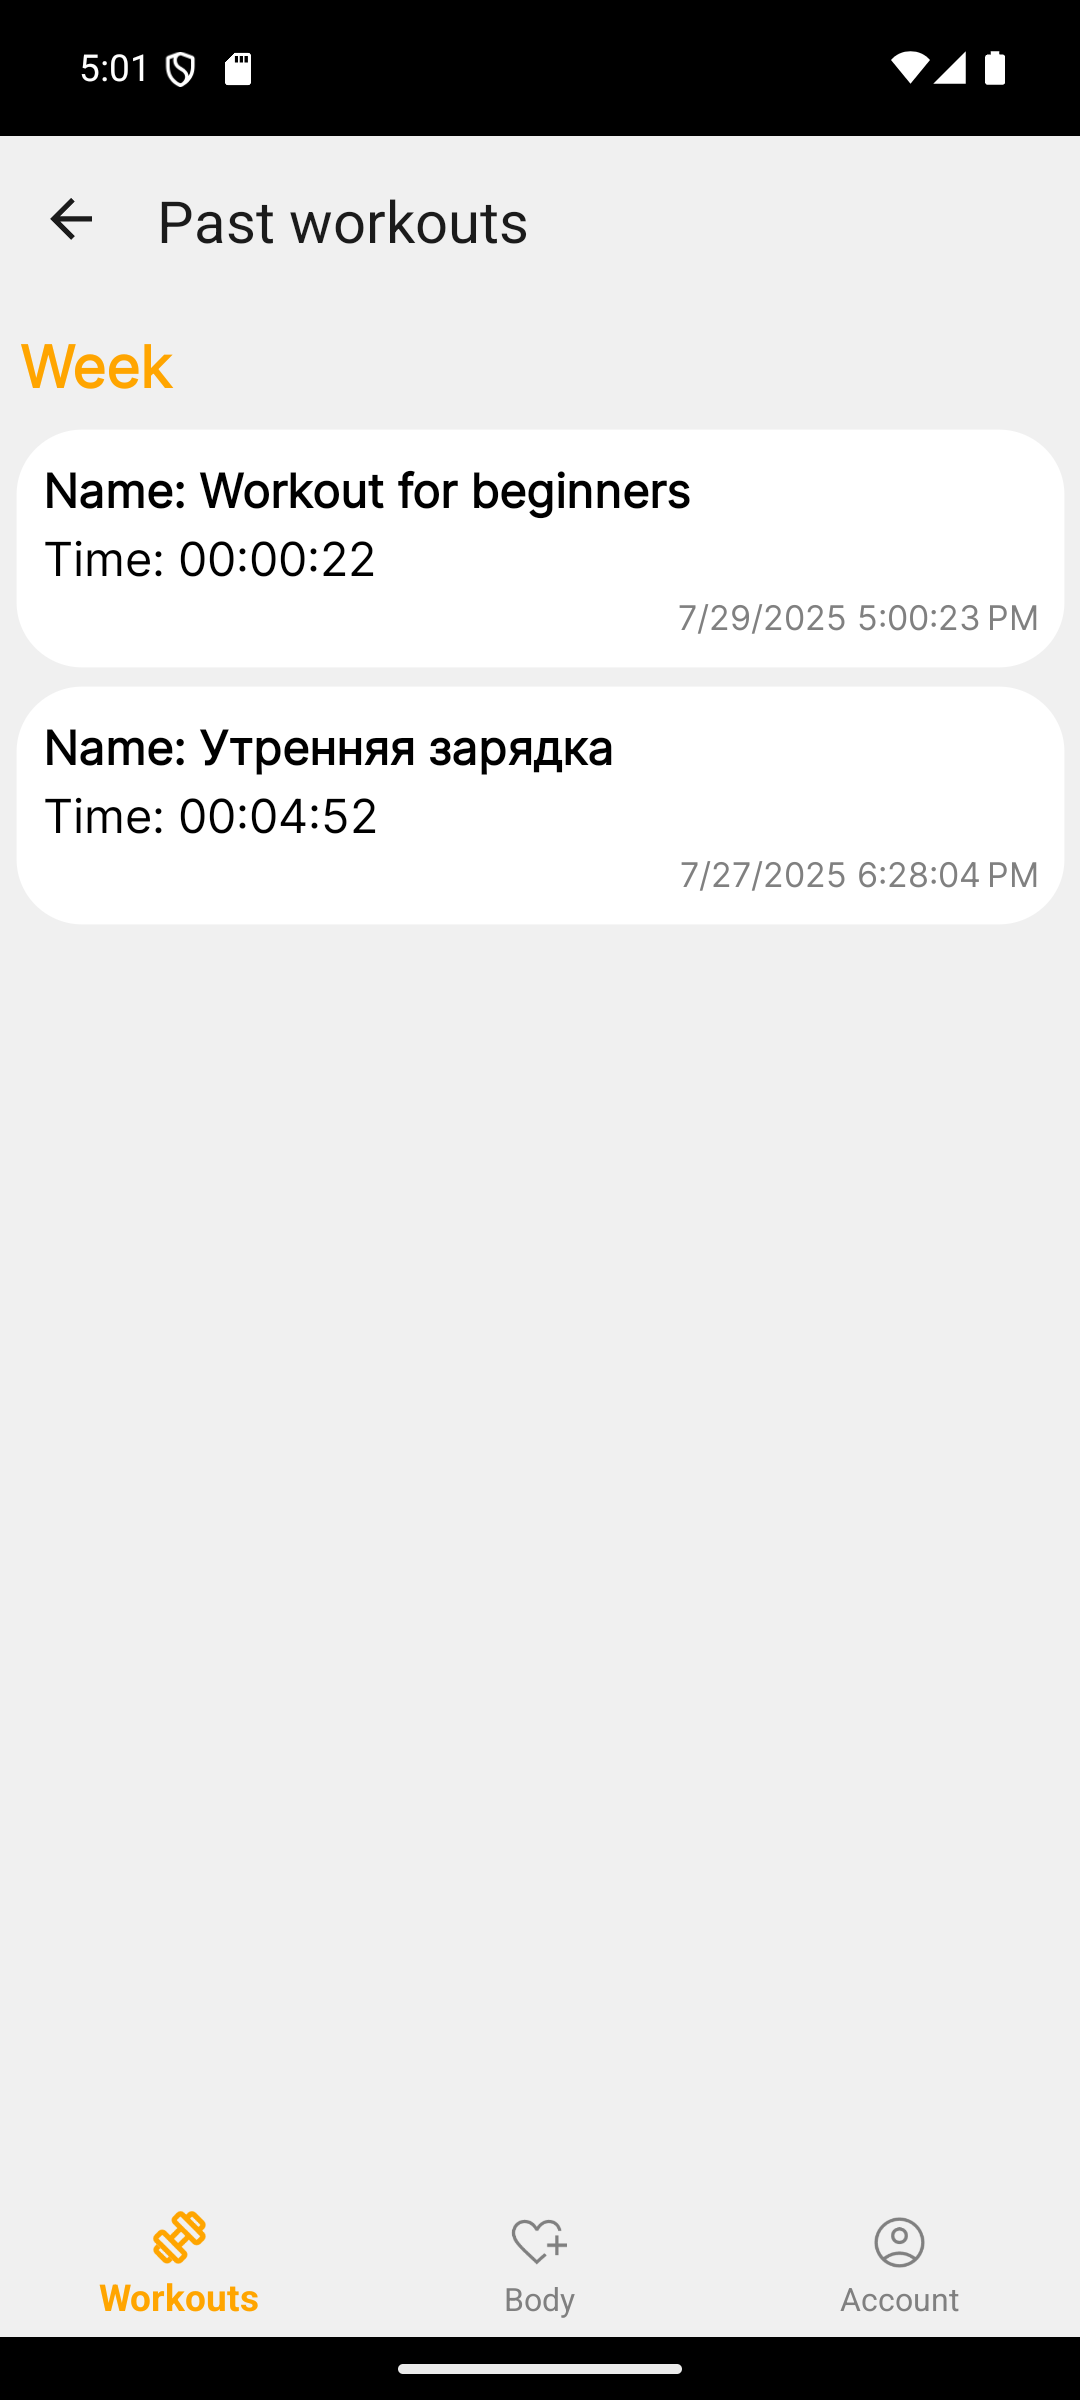 5:01
Past workouts
Week
Name: Workout for beginners
Time: 00:00:22
7/29/2025 5:00:23 PM
Name: Утренняя зарядка
Time: 00:04:52
7/27/2025 6:28:04 PM
Workouts
Body
Account